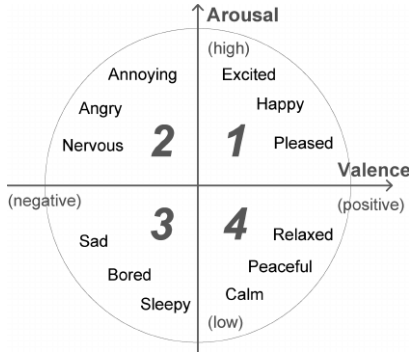 Arousal
(high)
Annoying
Excited
Angry
Happy
Nervous
2
1
Pleased
Valence
(negative)
(positive)
3
4
Sad
Relaxed
Bored
Peaceful
Sleepy
Calm
(low)